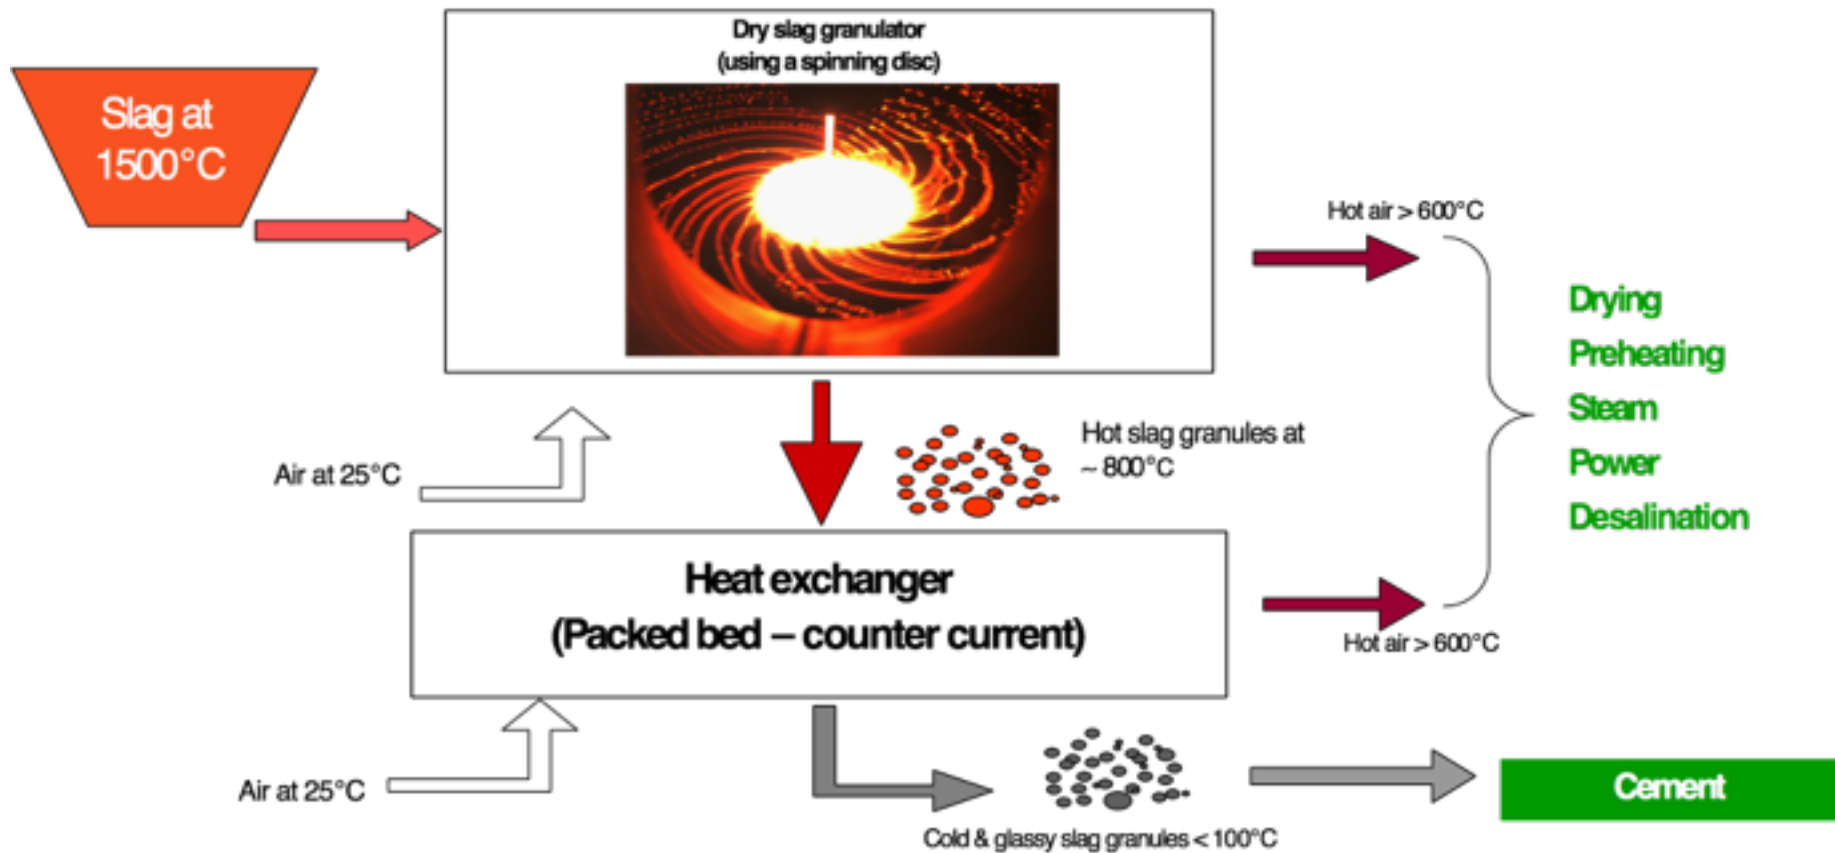 Dry slag granulator
(using a spinning disc)
Slag at
1500°C
Hot air > 600°C
Drying
Preheating
Steam
Power
Desalination
Hot slag granules at
~ 800°C
Air at 25°C
Heat exchanger
(Packed bed – counter current)
Hot air > 600°C
Air at 25°C
Cement
Cold & glassy slag granules < 100°C